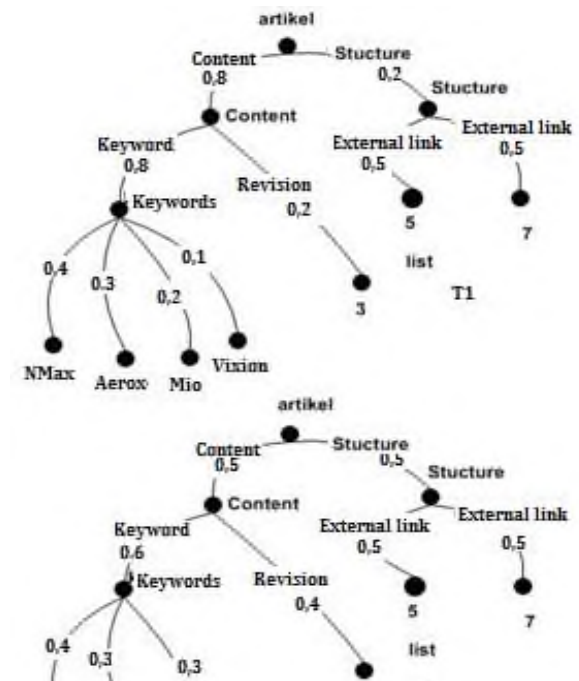 artikel
Content Stucture
0,8 0,2
Content Stucture
Keyword External link External link
0,8 0,5 0,5
Revision
0,2
Keywords
5 7
list
T1
3
0,4 0.3 0,2 0,1
NMax Aerox Mio Vixion
artikel
Content Stucture
0,5 0,5
Content Stucture
Keyword External link External link
0,6 0,5 0,5
Keywords Revision
0,4
5 7
list
0,4 0,3 0,3